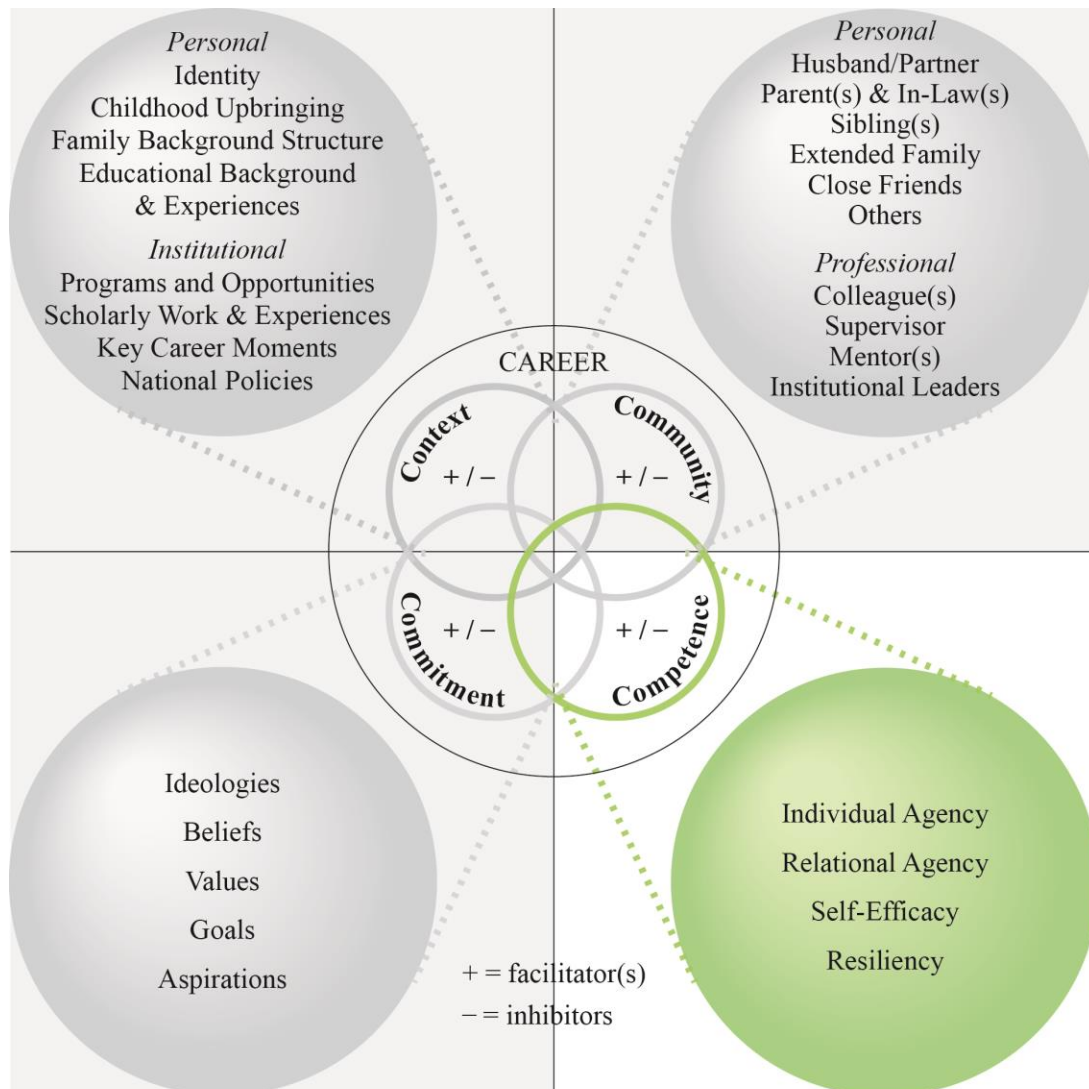 Personal
Identity
Childhood Upbringing
Family Background Structure
Educational Background
& Experiences
Institutional
Programs and Opportunities
Scholarly Work & Experiences
Key Career Moments
National Policies
Personal
Husband/Partner
Parent(s) & In-Law(s)
Sibling(s)
Extended Family
Close Friends
Others
Professional
Colleague(s)
Supervisor
Mentor(s)
Institutional Leaders
CAREER
Context
+ / −
Community
+ / −
Commitment
+ / −
Competence
+ / −
Ideologies
Beliefs
Values
Goals
Aspirations
Individual Agency
Relational Agency
Self-Efficacy
Resiliency
+ = facilitator(s)
− = inhibitors